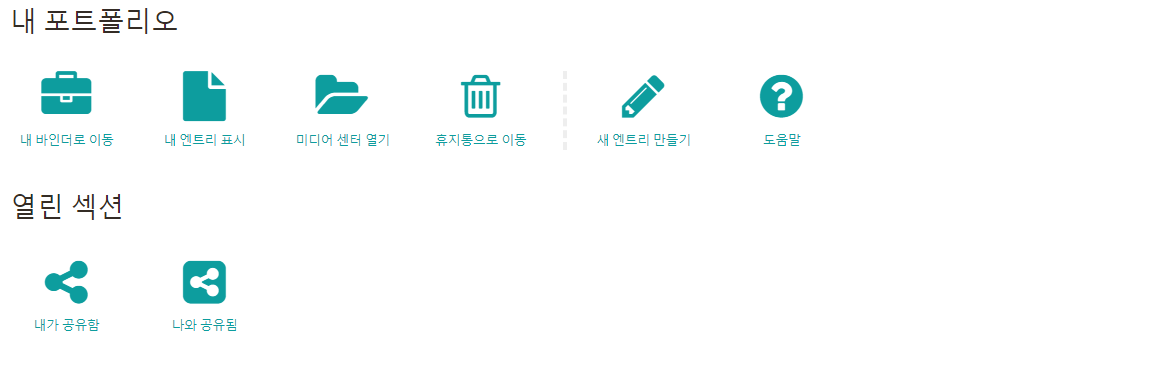 내 포트폴리오
내 바인더로 이동
내 엔트리 표시
미디어 센터 열기
휴지통으로 이동
새 엔트리 만들기
도움말
열린 섹션
내가 공유함
나와 공유됨